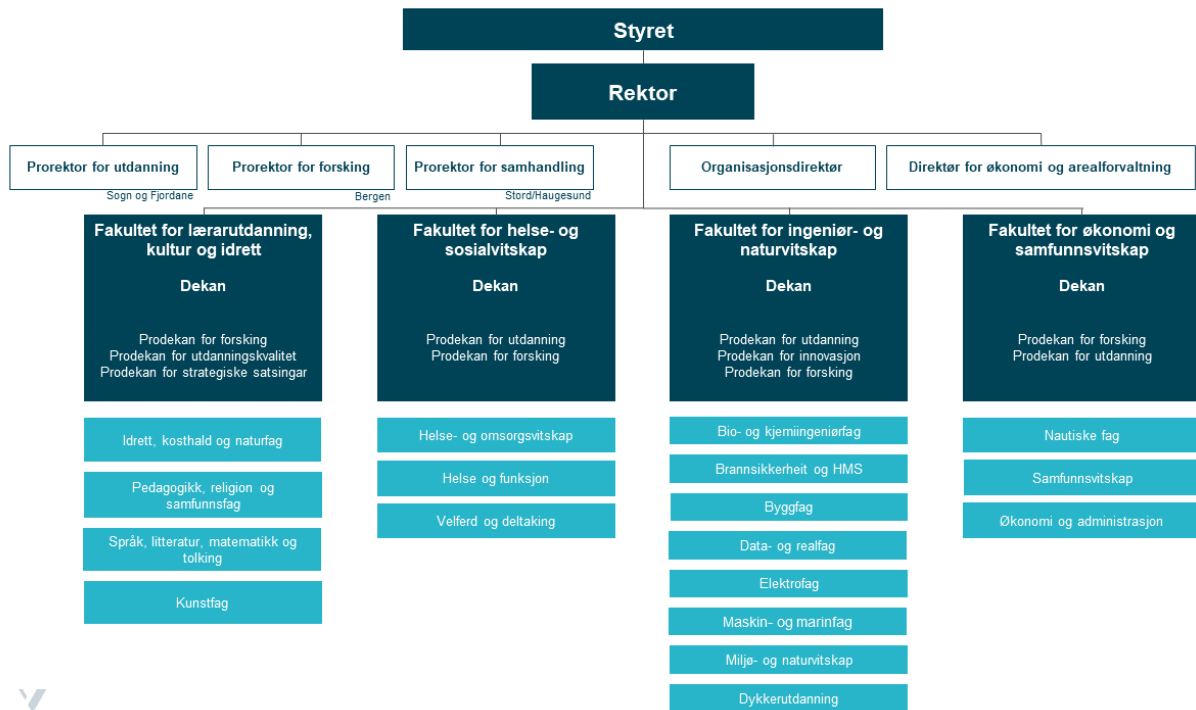 Styret
Rektor
Prorektor for utdanning
Prorektor for forsking
Prorektor for samhandling
Organisasjonsdirektør
Direktør for økonomi og arealforvaltning
Sogn og Fjordane
Bergen
Stord/Haugesund
Fakultet for lærarutdanning,
kultur og idrett
Dekan
Prodekan for forsking
Prodekan for utdanningskvalitet
Prodekan for strategiske satsingar
Idrett, kosthald og naturfag
Pedagogikk, religion og
samfunnsfag
Språk, litteratur, matematikk og
tolking
Kunstfag
Fakultet for helse- og
sosialvitskap
Dekan
Prodekan for utdanning
Prodekan for forsking
Helse- og omsorgsvitskap
Helse og funksjon
Velferd og deltaking
Fakultet for ingeniør- og
naturvitskap
Dekan
Prodekan for utdanning
Prodekan for innovasjon
Prodekan for forsking
Bio- og kjemiingeniørfag
Brannsikkerheit og HMS
Byggfag
Data- og realfag
Elektrofag
Maskin- og marinfag
Miljø- og naturvitskap
Dykkerutdanning
Fakultet for økonomi og
samfunnsvitskap
Dekan
Prodekan for forsking
Prodekan for utdanning
Nautiske fag
Samfunnsvitskap
Økonomi og administrasjon